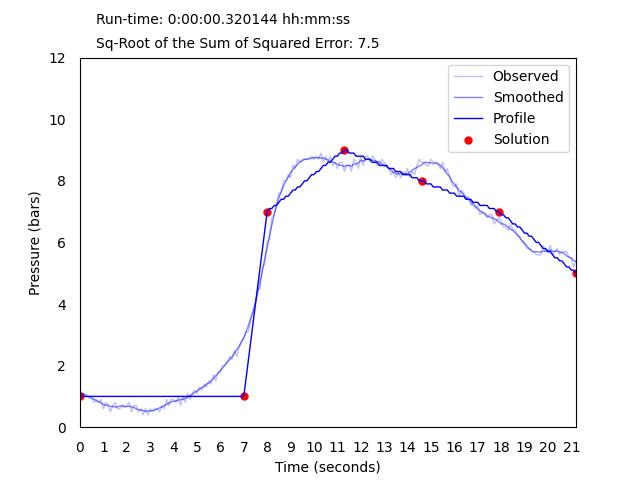 Run-time: 0:00:00.320144 hh:mm:ss
Sq-Root of the Sum of Squared Error: 7.5
12
10
8
6
4
2
0
Pressure (bars)
Observed
Smoothed
Profile
Solution
0 1 2 3 4 5 6 7 8 9 10 11 12 13 14 15 16 17 18 19 20 21
Time (seconds)